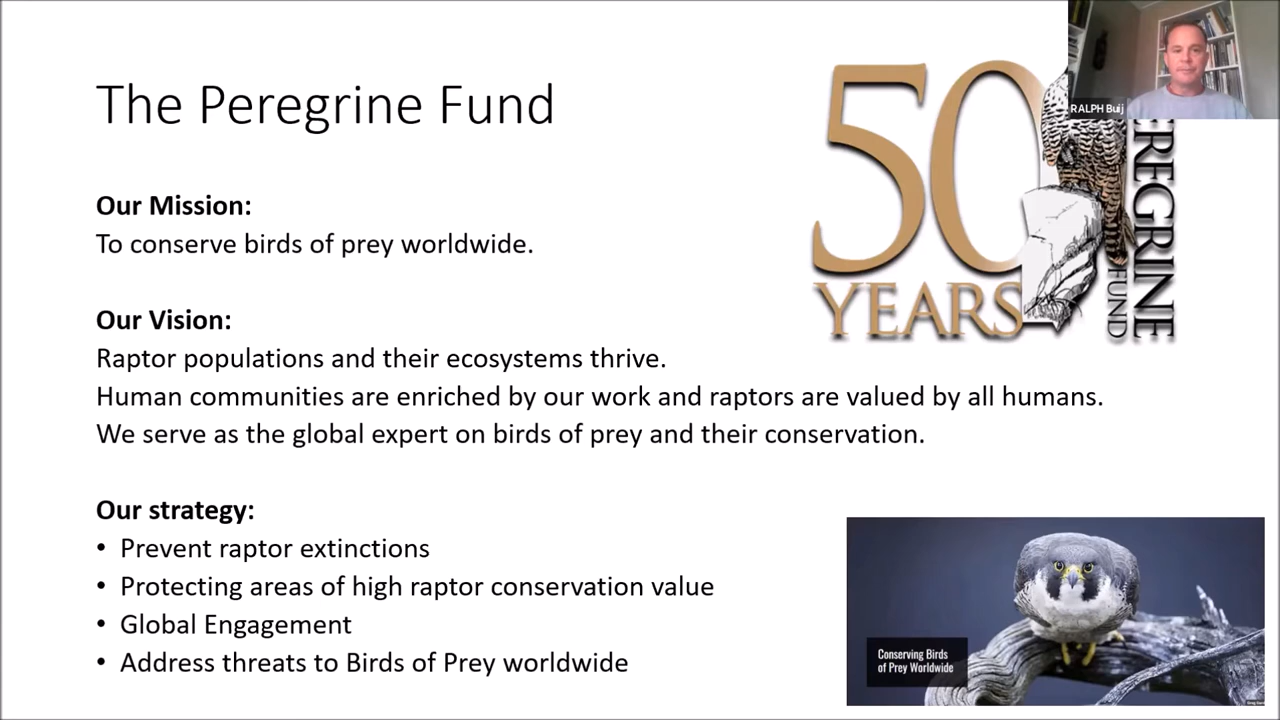 The Peregrine Fund
RALPH Buij
50
YEARS
EREGRINE
FUND
Our Mission:
To conserve birds of prey worldwide.
Our Vision:
Raptor populations and their ecosystems thrive.
Human communities are enriched by our work and raptors are valued by all humans.
We serve as the global expert on birds of prey and their conservation.
Our strategy:
• Prevent raptor extinctions
• Protecting areas of high raptor conservation value
• Global Engagement
• Address threats to Birds of Prey worldwide
Conserving Birds
of Prey Worldwide